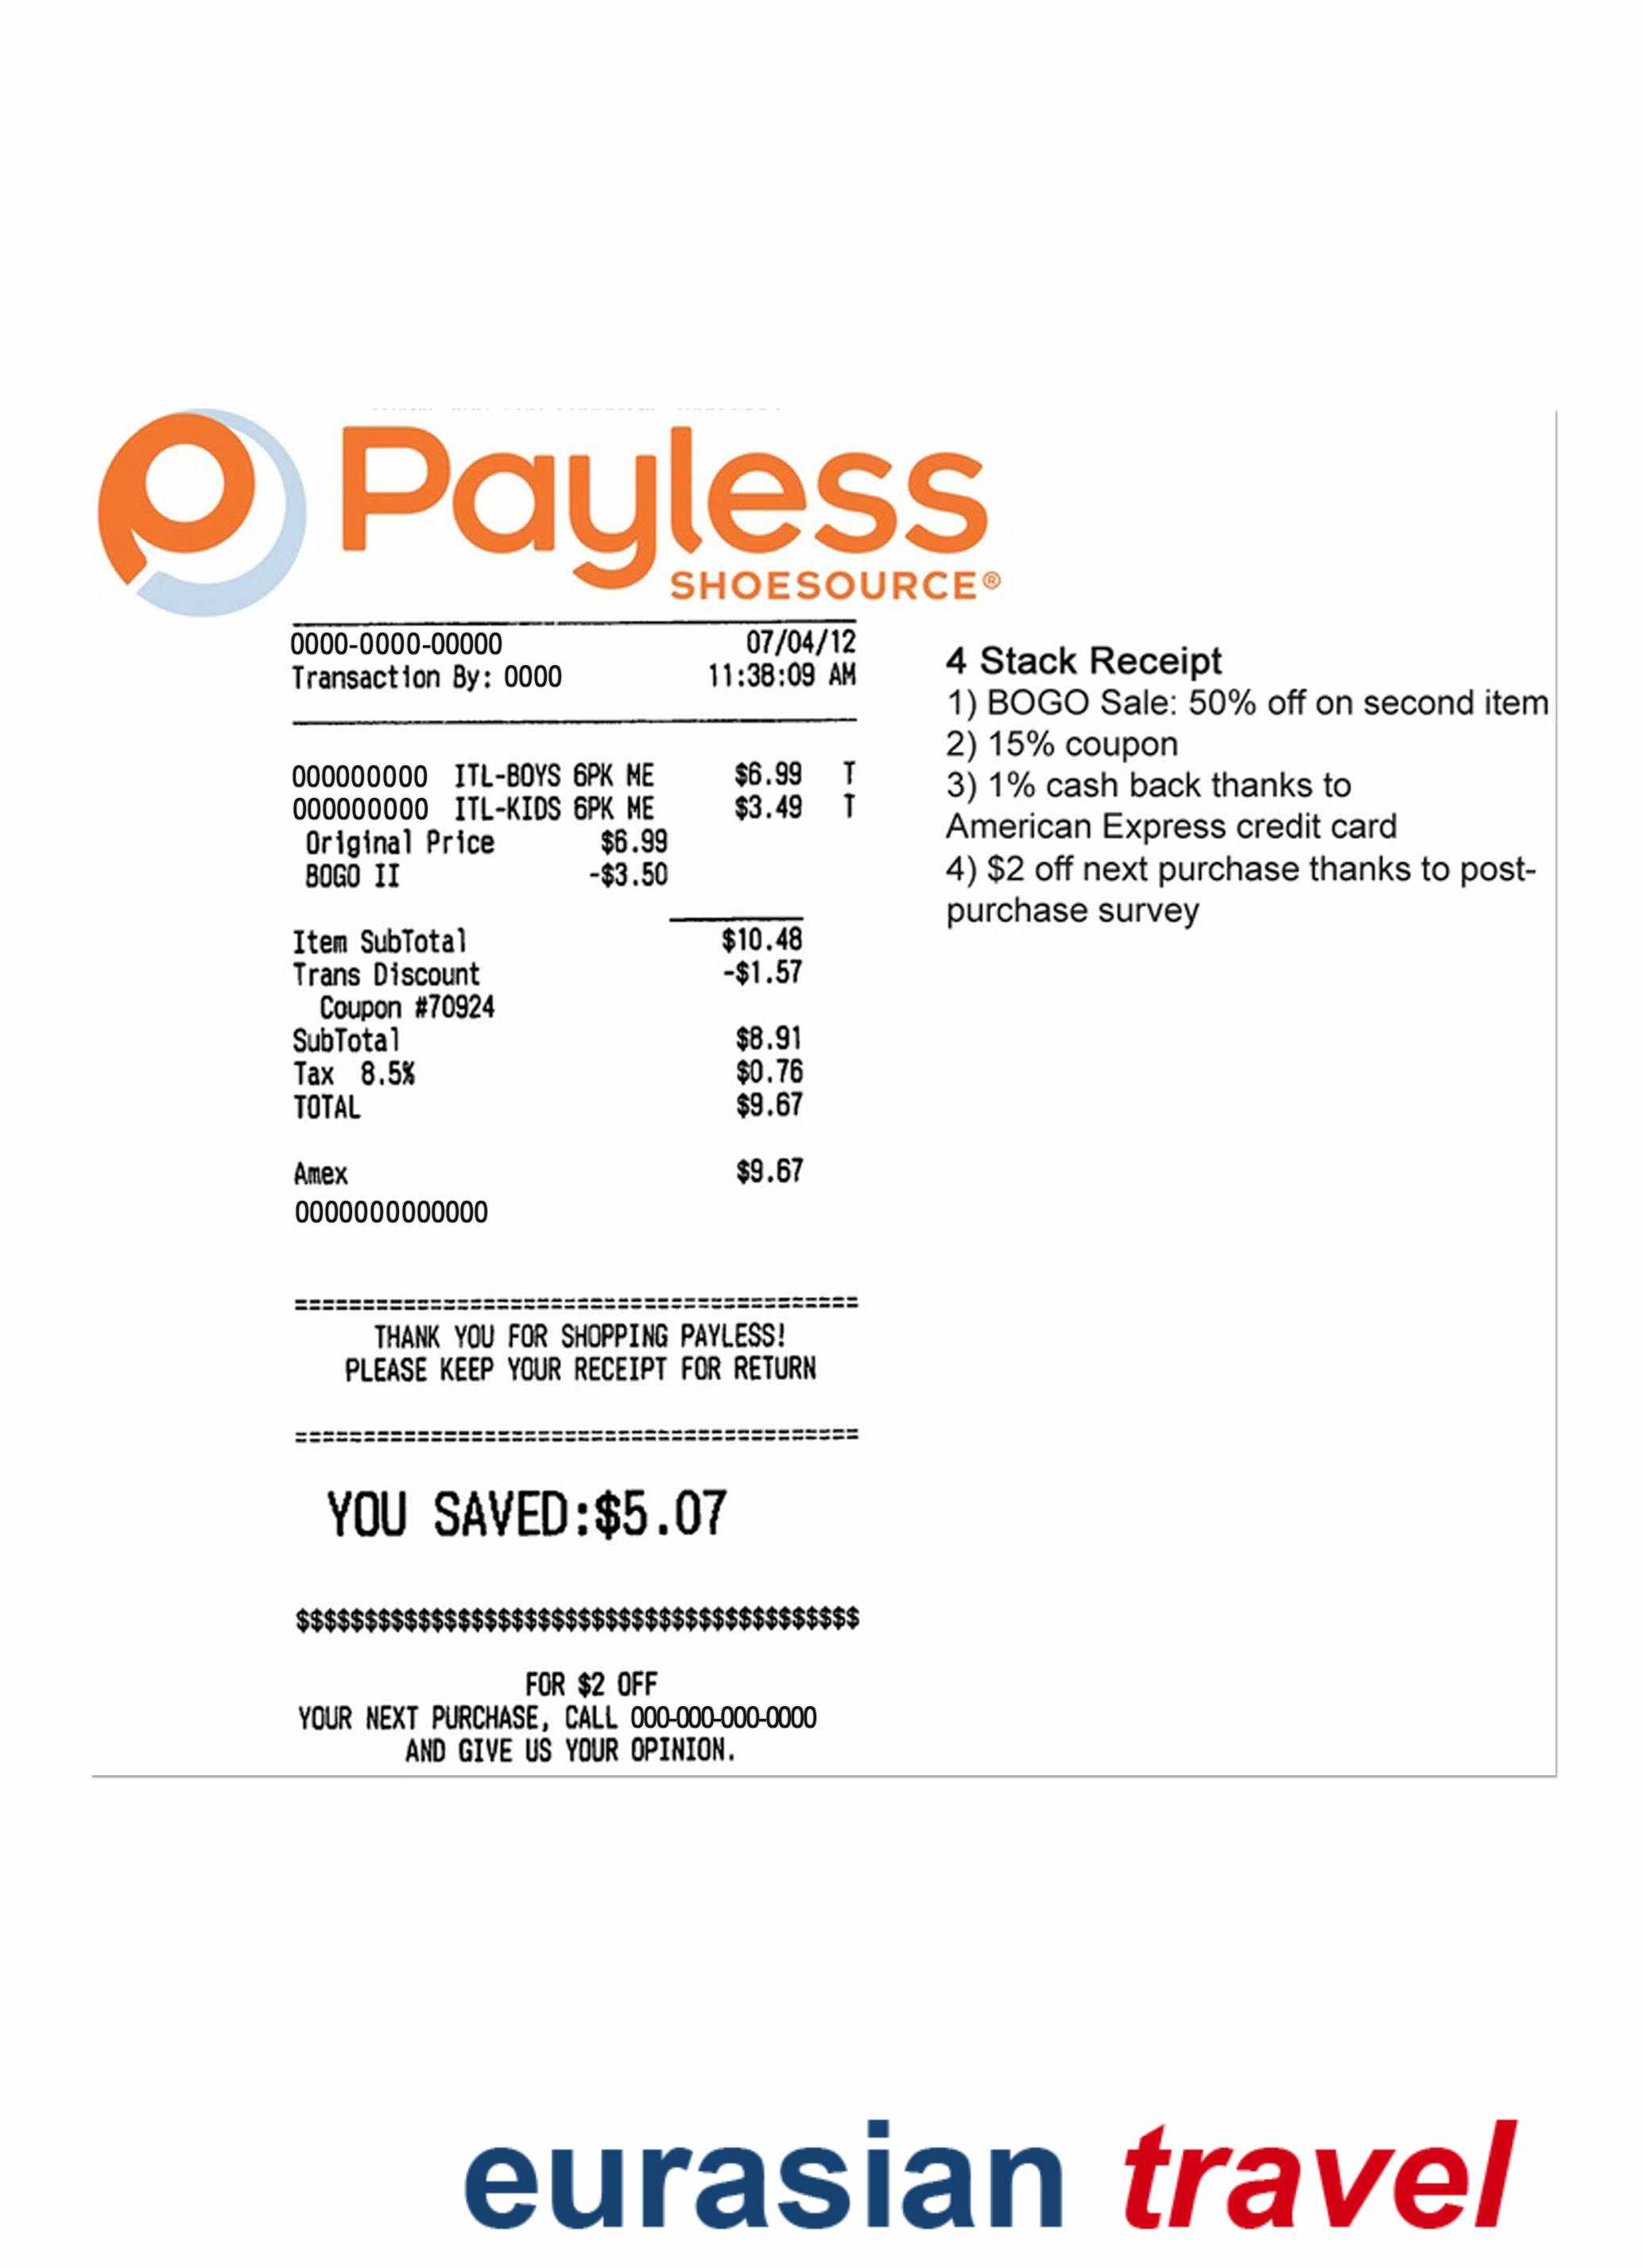 Payless
SHOESOURCE®
0000-0000-00000 07/04/12
Transaction By: 0000 11:38:09 AM
000000000 ITL-BOYS 6PK ME $6.99 T
000000000 ITL-KIDS 6PK ME $3.49 T
Original Price $6.99
BOGO II -$3.50
Item SubTotal $10.48
Trans Discount -$1.57
Coupon #70924
SubTotal $8.91
Tax 8.5% $0.76
TOTAL $9.67
Amex $9.67
0000000000000
==========================================
THANK YOU FOR SHOPPING PAYLESS!
PLEASE KEEP YOUR RECEIPT FOR RETURN
==========================================
YOU SAVED:$5.07
$$$$$$$$$$$$$$$$$$$$$$$$$$$$$$$$$$$$$$$$$$
FOR $2 OFF
YOUR NEXT PURCHASE, CALL 000-000-000-0000
AND GIVE US YOUR OPINION.
4 Stack Receipt
1) BOGO Sale: 50% off on second item
2) 15% coupon
3) 1% cash back thanks to
American Express credit card
4) $2 off next purchase thanks to post-
purchase survey
eurasian travel